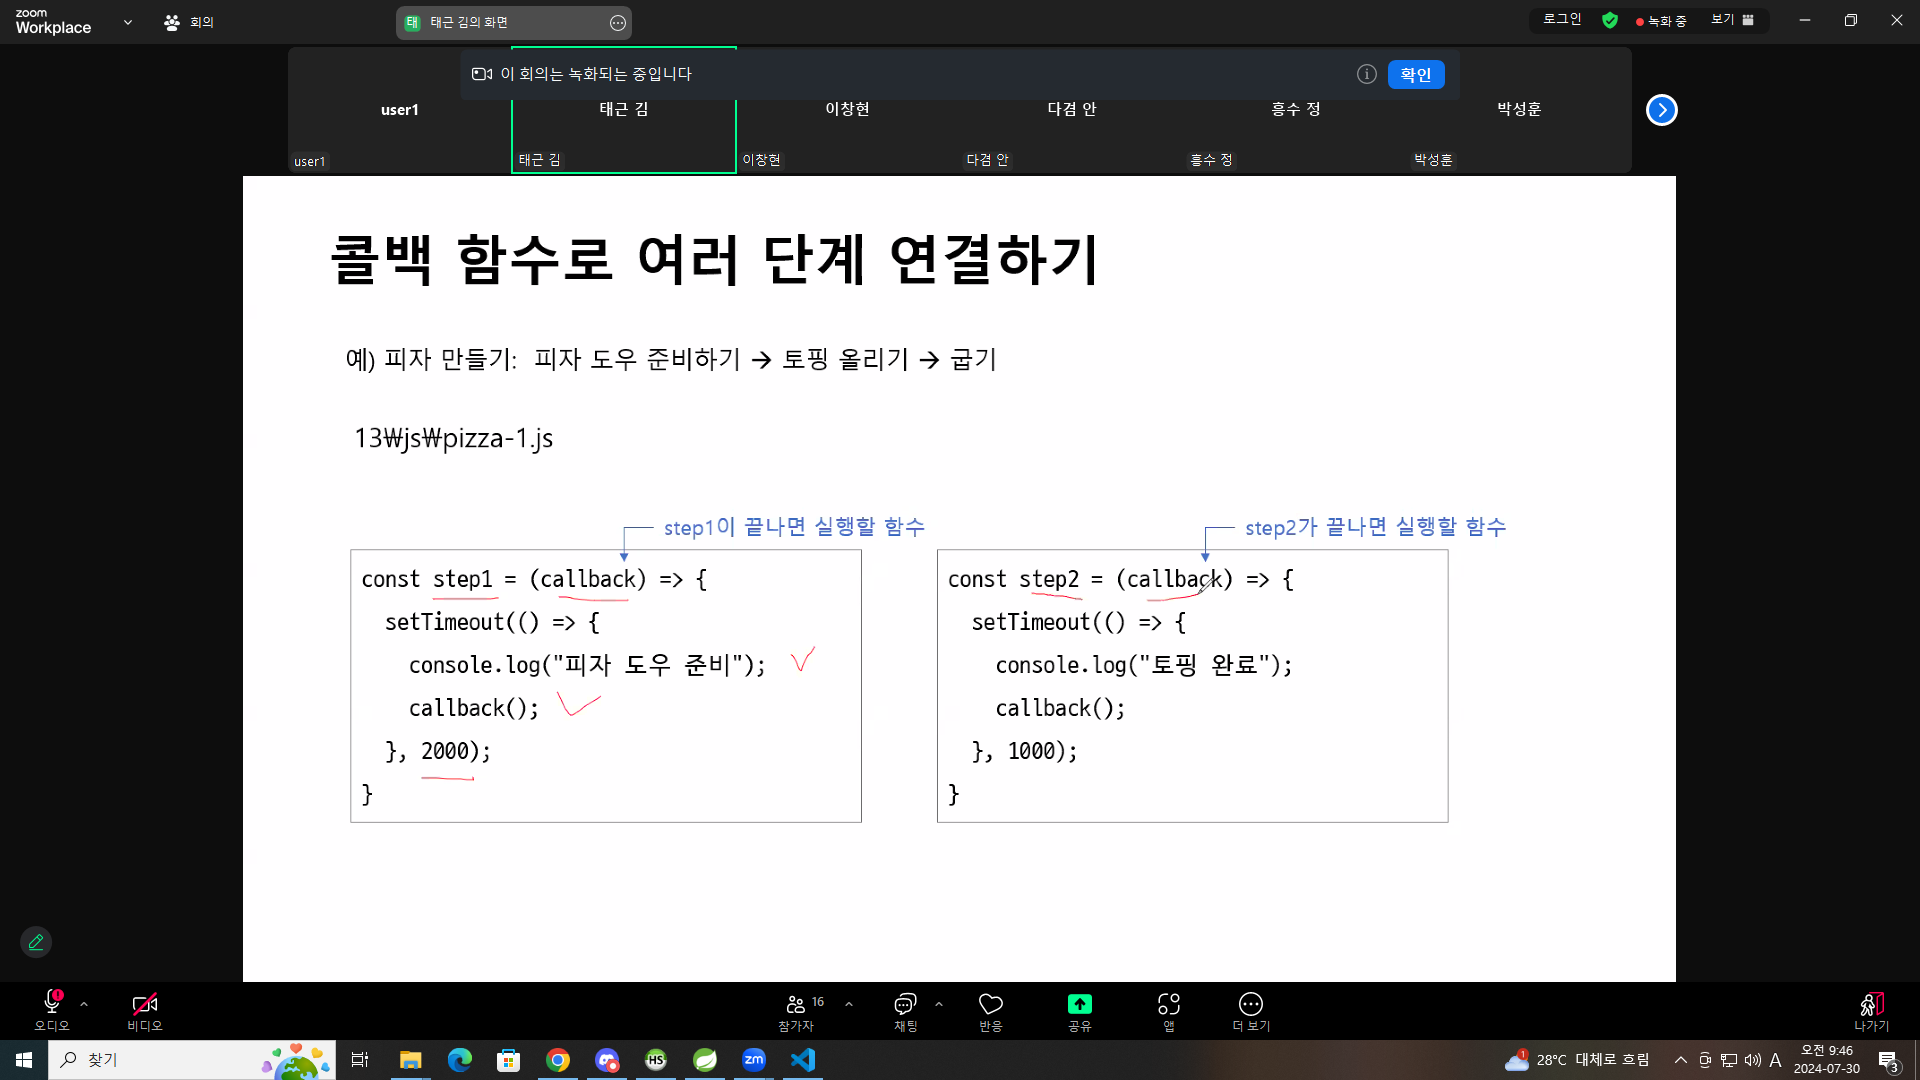 zoom
Workplace
회의
태 태근 김의 화면
로그인
녹화 중
보기
이 회의는 녹화되는 중입니다
확인
user1
태근 김
이창현
다겸 안
흥수 정
박성훈
user1
태근 김
이창현
다겸 안
흥수 정
박성훈
콜백 함수로 여러 단계 연결하기
예) 피자 만들기: 피자 도우 준비하기 → 토핑 올리기 → 굽기
13₩js₩pizza-1.js
step1이 끝나면 실행할 함수
const step1 = (callback) => {
setTimeout(() => {
console.log("피자 도우 준비");
callback();
}, 2000);
}
step2가 끝나면 실행할 함수
const step2 = (callback) => {
setTimeout(() => {
console.log("토핑 완료");
callback();
}, 1000);
}
오디오
비디오
16
참가자
채팅
반응
공유
앱
더 보기
나가기
찾기
HS
zm
1
28°C 대체로 흐림
A
오전 9:46
2024-07-30
3